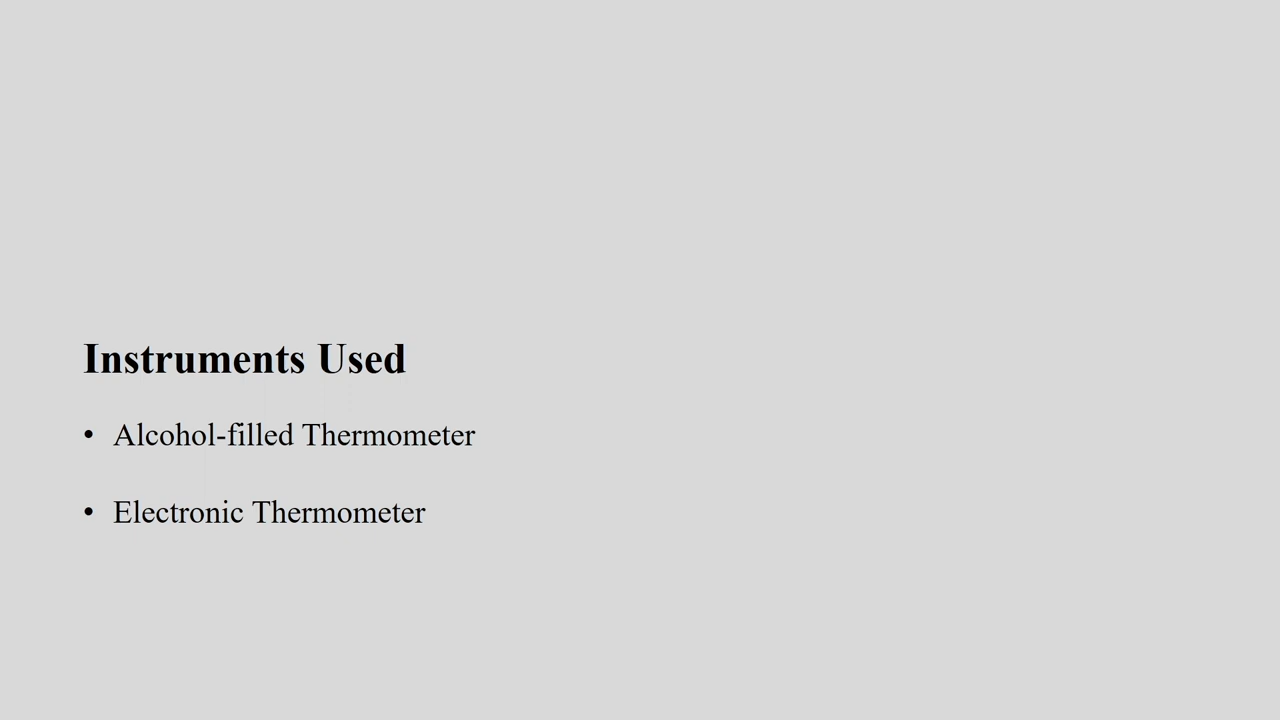 Instruments Used
• Alcohol-filled Thermometer
• Electronic Thermometer